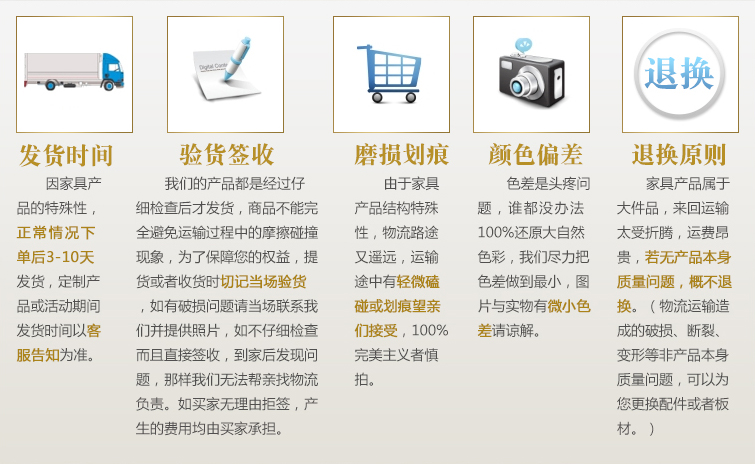 Digital Cont
退换
发货时间
因家具产
品的特殊性，
正常情况下
单后3-10天
发货，定制产
品或活动期间
发货时间以客
服告知为准。
验货签收
我们的产品都是经过仔
细检查后才发货，商品不能完
全避免运输过程中的摩擦碰撞
现象，为了保障您的权益，提
货或者收货时切记当场验货
，如有破损问题请当场联系我
们并提供照片，如不仔细检查
而且直接签收，到家后发现问
题，那样我们无法帮亲找物流
负责。如买家无理由拒签，产
生的费用均由买家承担。
磨损划痕
由于家具
产品结构特殊
性，物流路途
又遥远，运输
途中有轻微磕
碰或划痕望亲
们接受，100%
完美主义者慎
拍。
颜色偏差
色差是头疼问
题，谁都没办法
100%还原大自然
色彩，我们尽力把
色差做到最小，图
片与实物有微小色
差请谅解。
退换原则
家具产品属于
大件品，来回运输
太受折腾，运费昂
贵，若无产品本身
质量问题，概不退
换。（物流运输造
成的破损、断裂、
变形等非产品本身
质量问题，可以为
您更换配件或者板
材。）